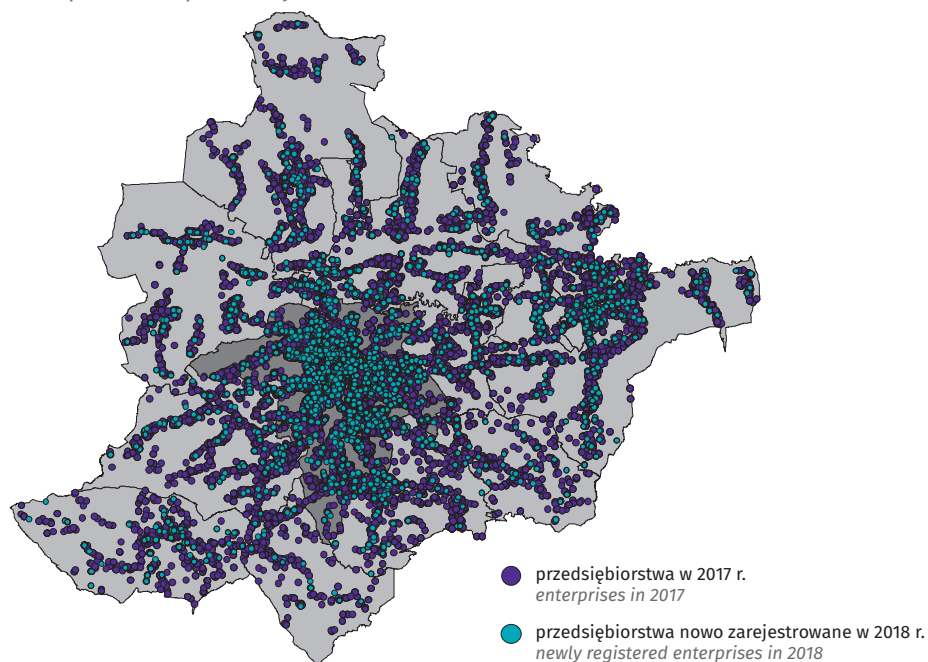 przedsiębiorstwa w 2017 r.
enterprises in 2017
przedsiębiorstwa nowo zarejestrowane w 2018 r.
newly registered enterprises in 2018